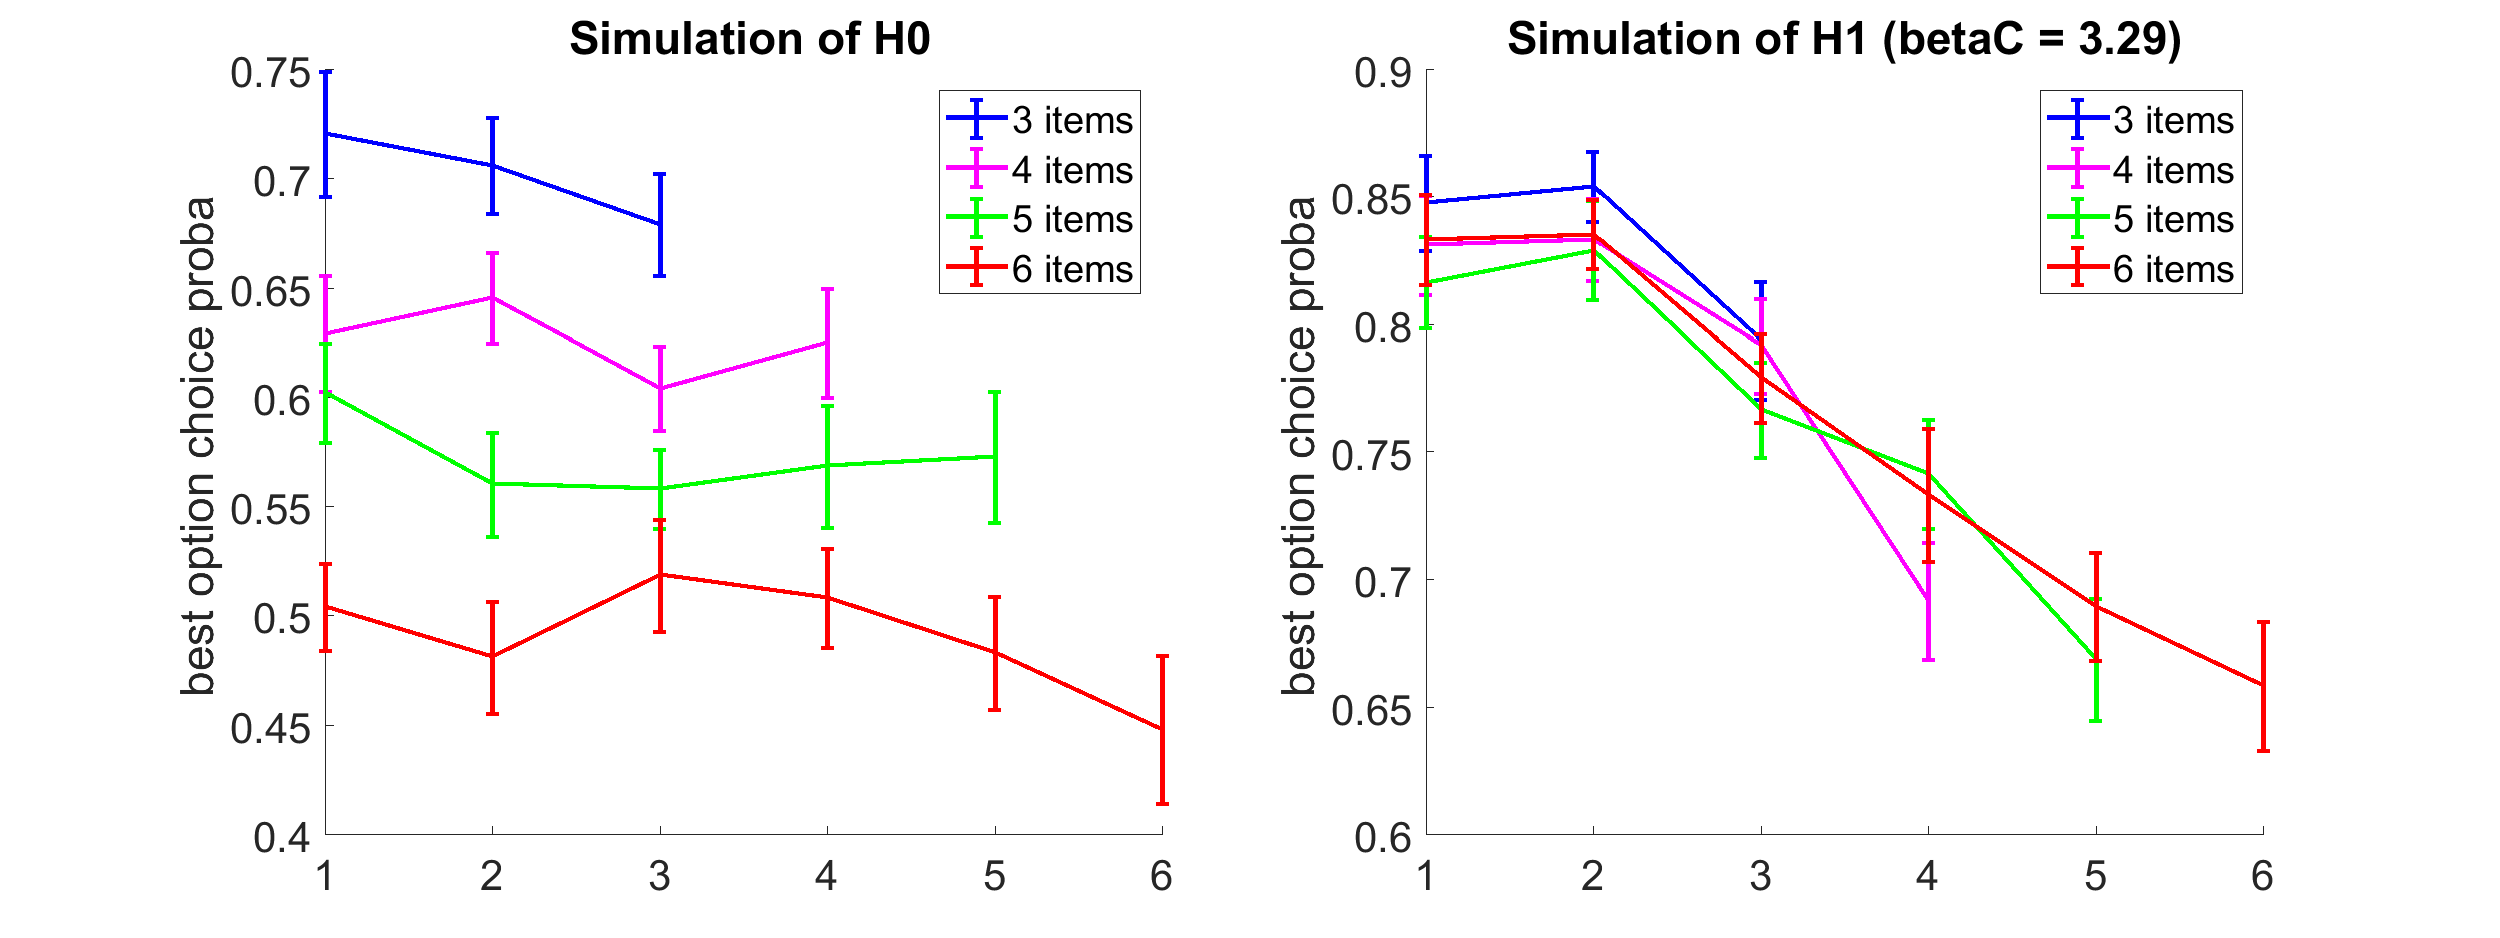 Simulation of H0
best option choice proba
0.75
0.7
0.65
0.6
0.55
0.5
0.45
0.4
1 2 3 4 5 6
3 items
4 items
5 items
6 items
Simulation of H1 (betaC = 3.29)
best option choice proba
0.9
0.85
0.8
0.75
0.7
0.65
0.6
1 2 3 4 5 6
3 items
4 items
5 items
6 items